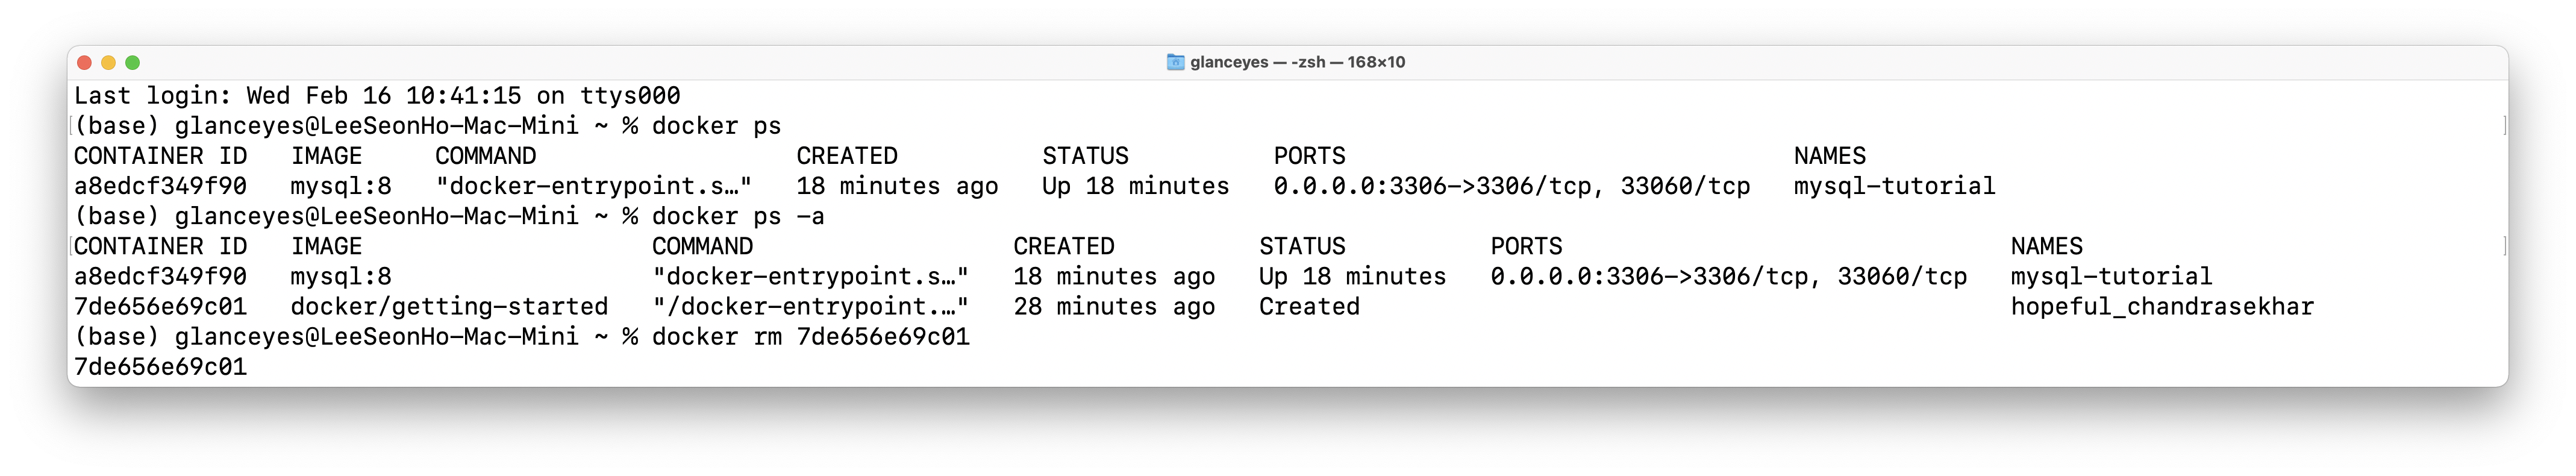 glanceyes — -zsh — 168×10
Last login: Wed Feb 16 10:41:15 on ttys000
(base) glanceyes@LeeSeonHo-Mac-Mini ~ % docker ps
CONTAINER ID   IMAGE     COMMAND                  CREATED          STATUS          PORTS                               NAMES
a8edcf349f90   mysql:8   "docker-entrypoint.s…"   18 minutes ago   Up 18 minutes   0.0.0.0:3306->3306/tcp, 33060/tcp   mysql-tutorial
(base) glanceyes@LeeSeonHo-Mac-Mini ~ % docker ps -a
CONTAINER ID   IMAGE                    COMMAND                  CREATED          STATUS          PORTS                               NAMES
a8edcf349f90   mysql:8                  "docker-entrypoint.s…"   18 minutes ago   Up 18 minutes   0.0.0.0:3306->3306/tcp, 33060/tcp   mysql-tutorial
7de656e69c01   docker/getting-started   "/docker-entrypoint.…"   28 minutes ago   Created                                             hopeful_chandrasekhar
(base) glanceyes@LeeSeonHo-Mac-Mini ~ % docker rm 7de656e69c01
7de656e69c01